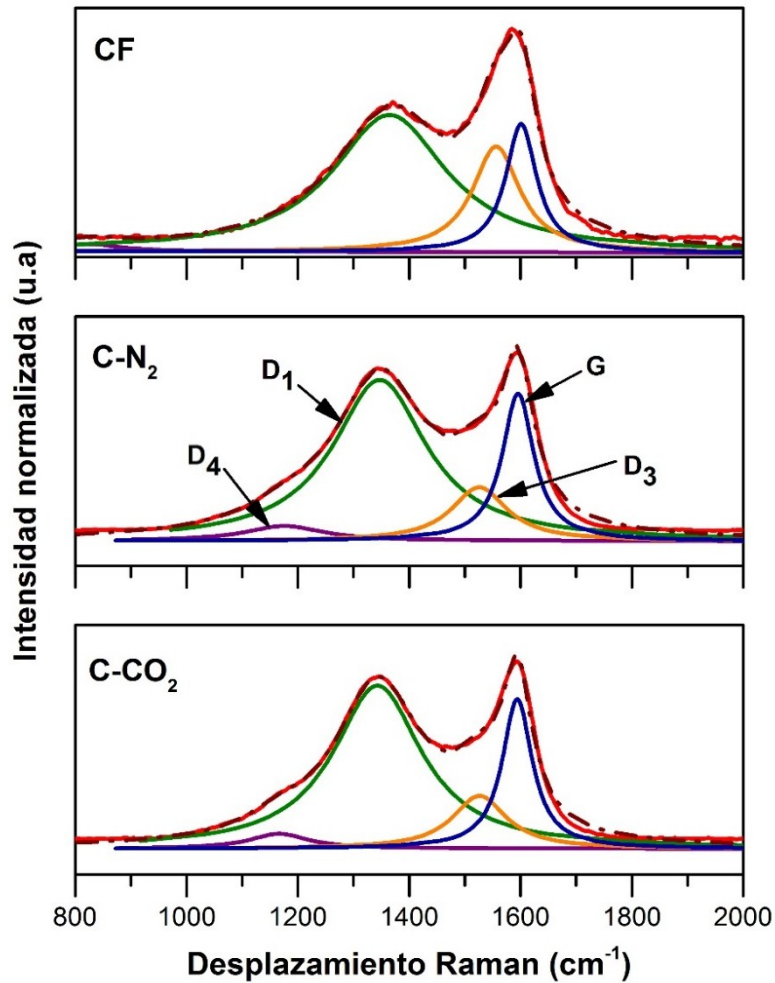 Intensidad normalizada (u.a)
CF
C-N2
D1
G
D4
D3
C-CO2
800 1000 1200 1400 1600 1800 2000
Desplazamiento Raman (cm-1)